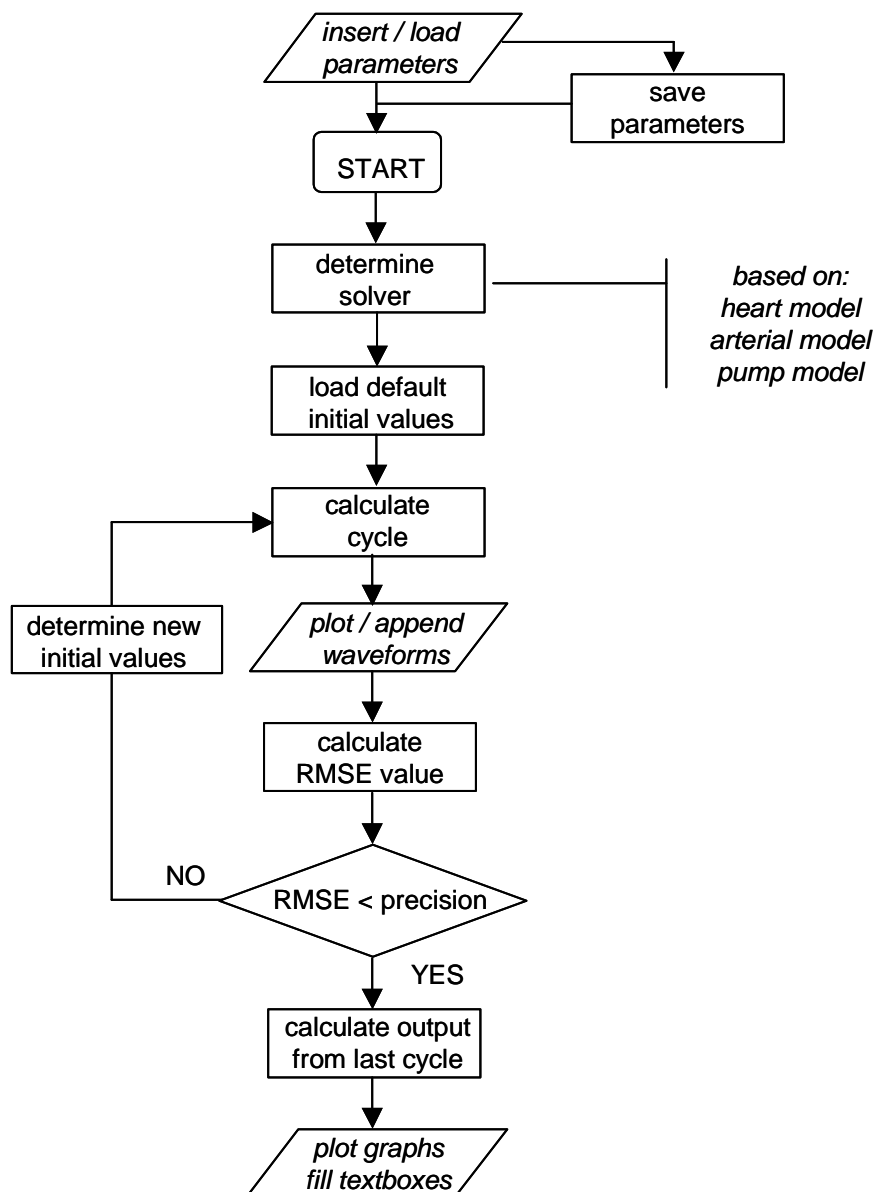 insert / load
parameters
save
parameters
START
determine
solver
based on:
heart model
arterial model
pump model
load default
initial values
calculate
cycle
determine new
initial values
plot / append
waveforms
calculate
RMSE value
NO
RMSE < precision
YES
calculate output
from last cycle
plot graphs
fill textboxes